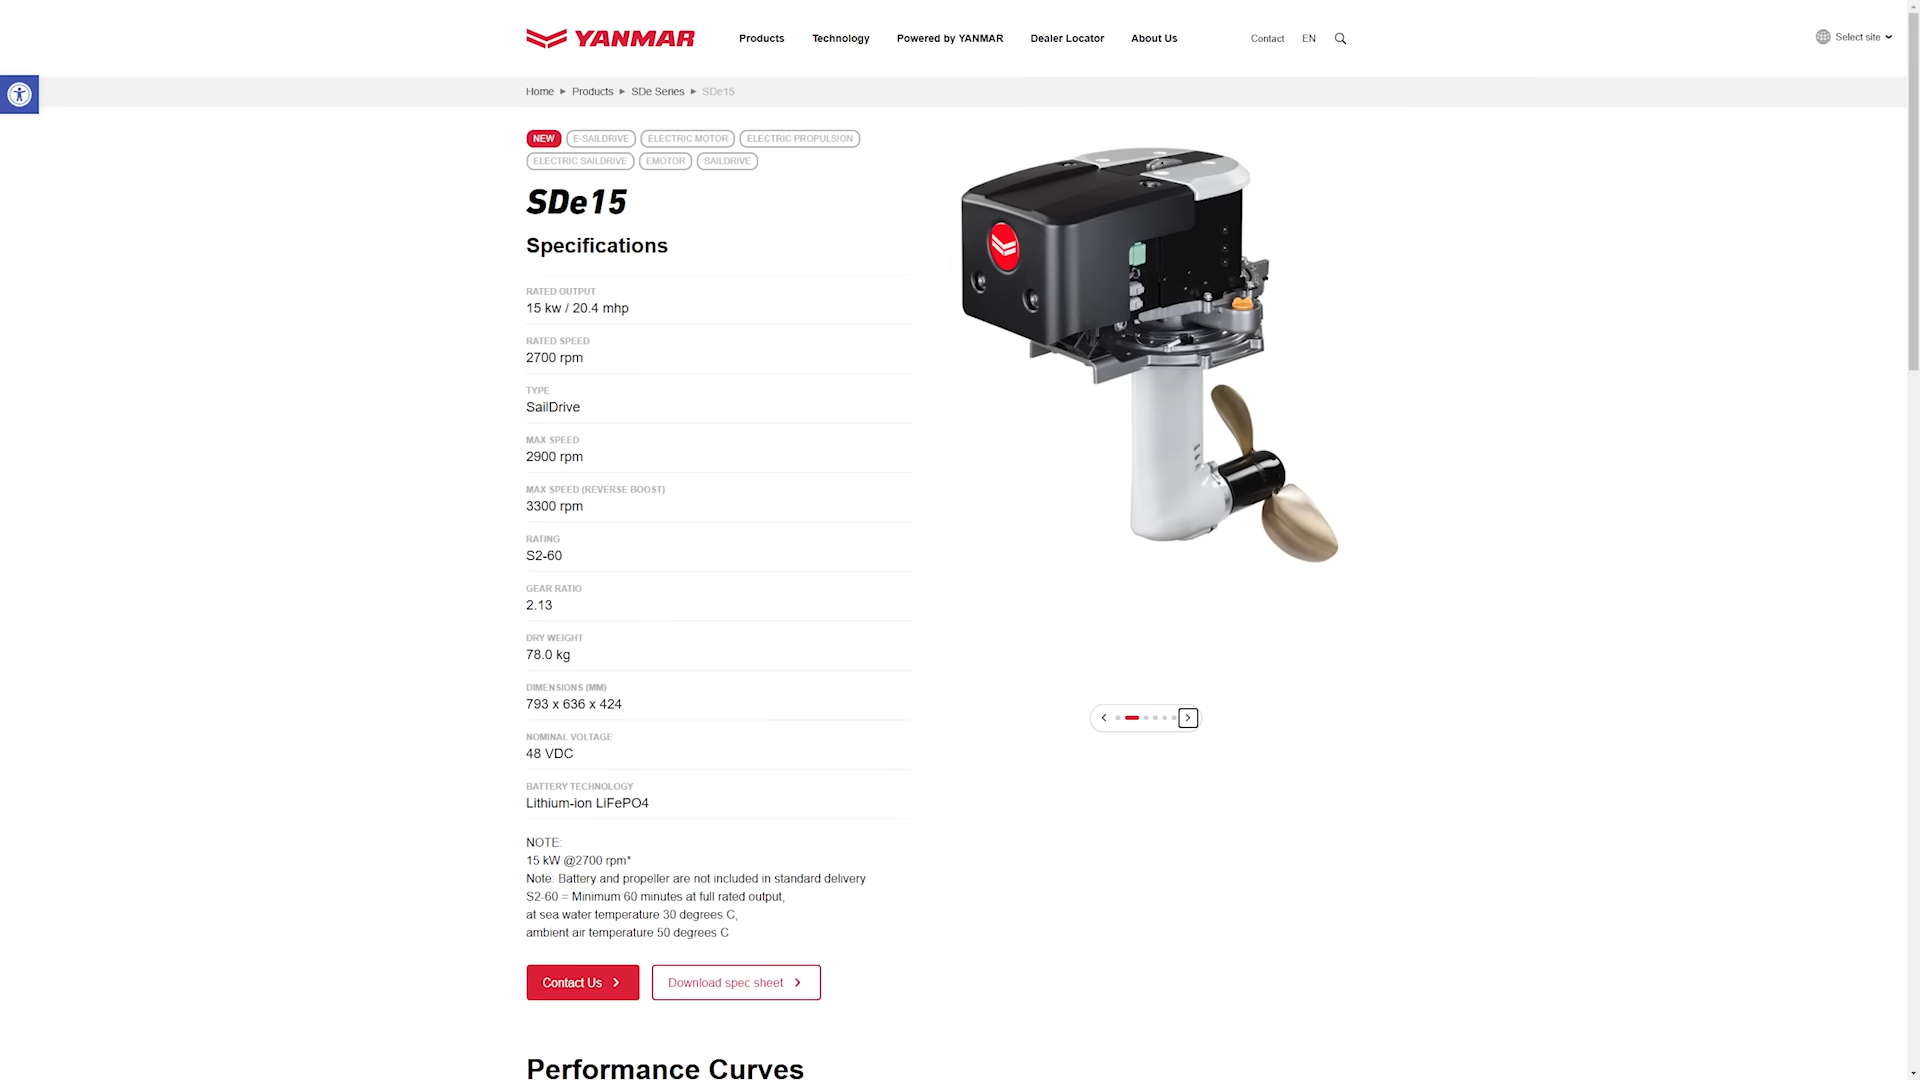 YANMAR
Products Technology Powered by YANMAR Dealer Locator About Us Contact EN Select site
Home ▶ Products ▶ SDe Series ▶ SDe15
NEW E-SAILDRIVE ELECTRIC MOTOR ELECTRIC PROPULSION
ELECTRIC SAILDRIVE EMOTOR SAILDRIVE
SDe15
Specifications
RATED OUTPUT
15 kw / 20.4 mhp
RATED SPEED
2700 rpm
TYPE
SailDrive
MAX SPEED
2900 rpm
MAX SPEED (REVERSE BOOST)
3300 rpm
RATING
S2-60
GEAR RATIO
2.13
DRY WEIGHT
78.0 kg
DIMENSIONS (MM)
793 x 636 x 424
NOMINAL VOLTAGE
48 VDC
BATTERY TECHNOLOGY
Lithium-ion LiFePO4
NOTE:
15 kW @2700 rpm*
Note: Battery and propeller are not included in standard delivery
S2-60 = Minimum 60 minutes at full rated output,
at sea water temperature 30 degrees C,
ambient air temperature 50 degrees C
Contact Us
Download spec sheet
Performance Curves